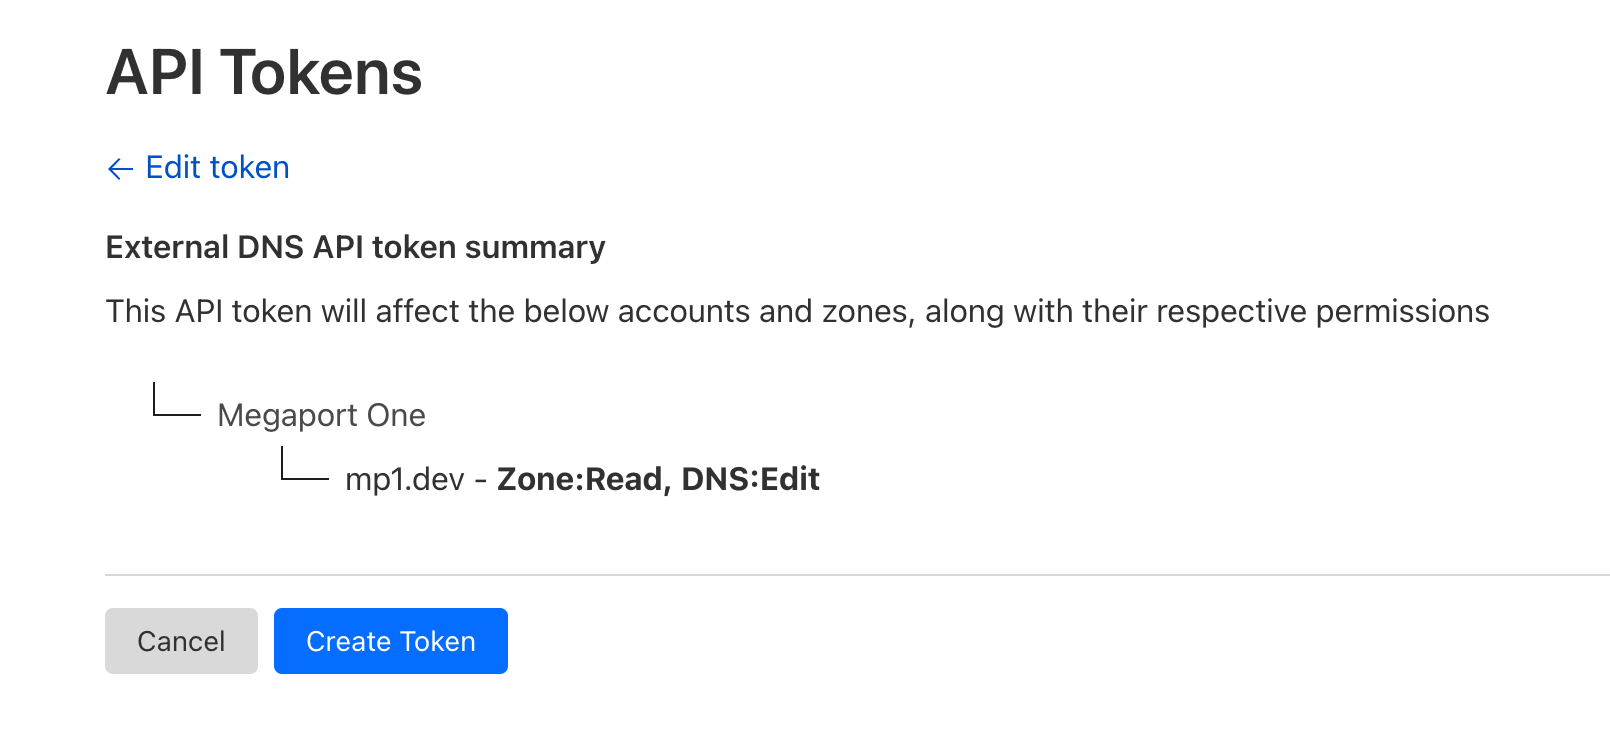 API Tokens
← Edit token
External DNS API token summary
This API token will affect the below accounts and zones, along with their respective permissions
Megaport One
mp1.dev - Zone:Read, DNS:Edit
Cancel Create Token